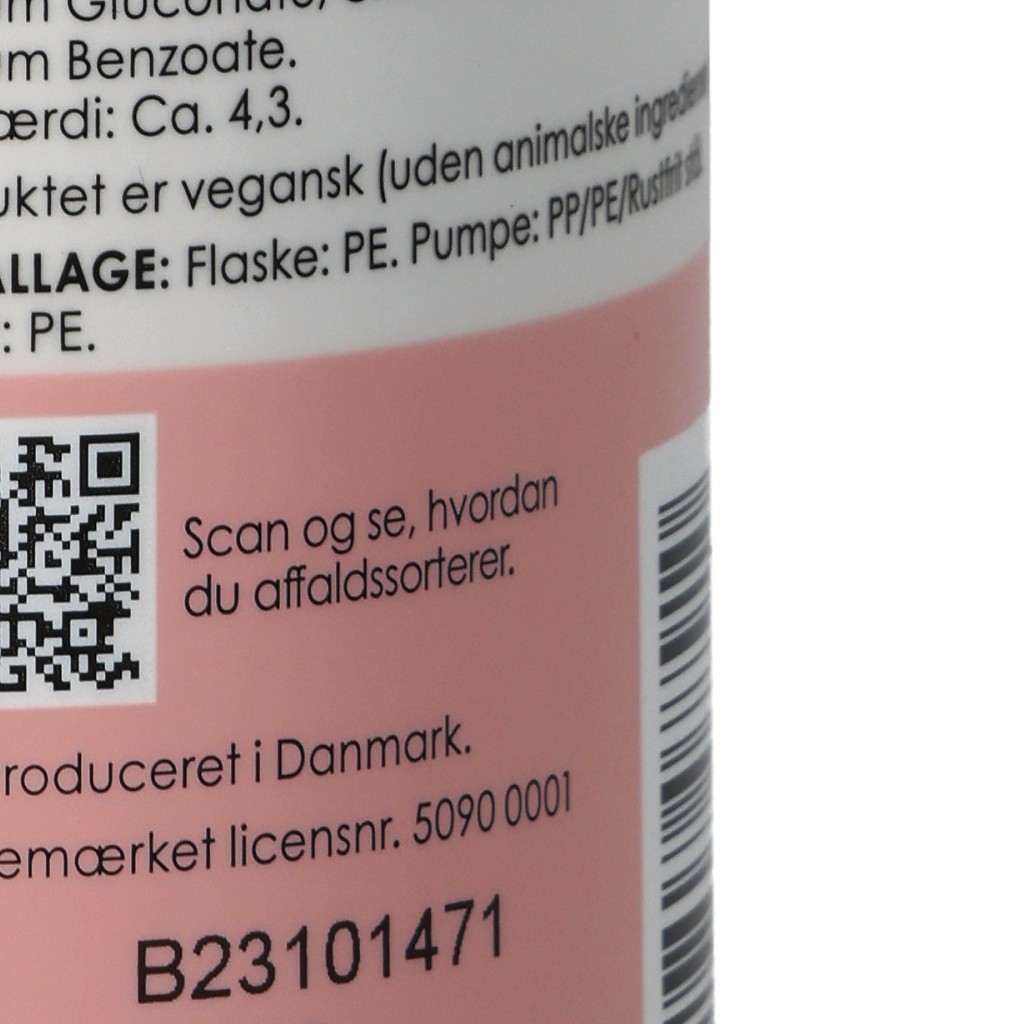 um Benzoate.
ærdi: Ca. 4,3.
uktet er vegansk (uden animalske
ALLAGE: Flaske: PE. Pumpe: PP/PE/Rustfrit
: PE.
Scan og se, hvordan
du affaldssorterer.
roduceret i Danmark.
emærket licensnr. 5090 0001
B23101471